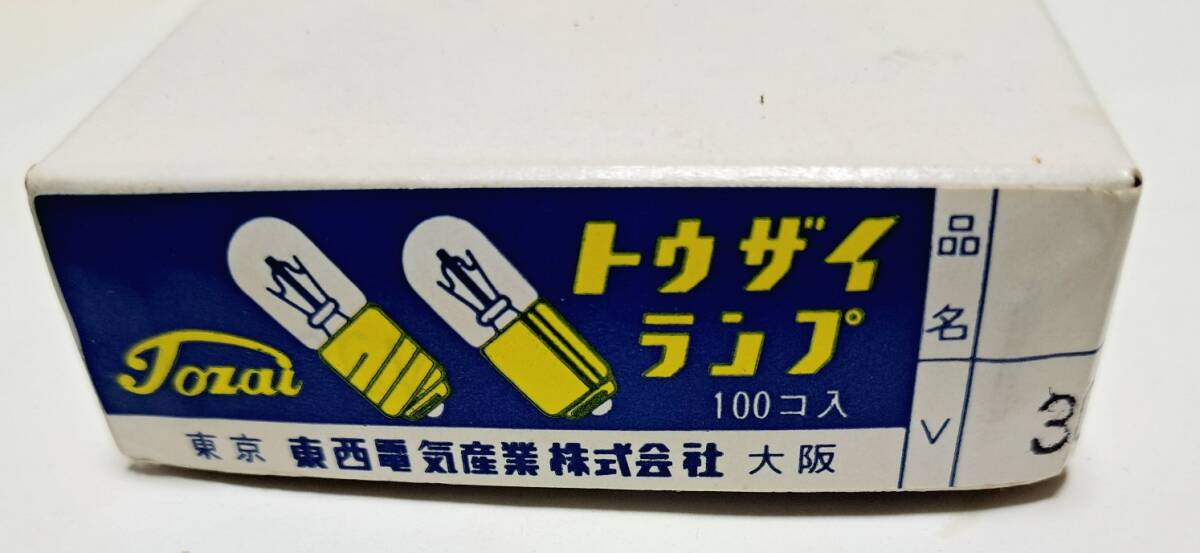 Tozai
トウザイ
ランプ
100コ入
東京 東西電気産業株式会社 大阪
品名
V 3